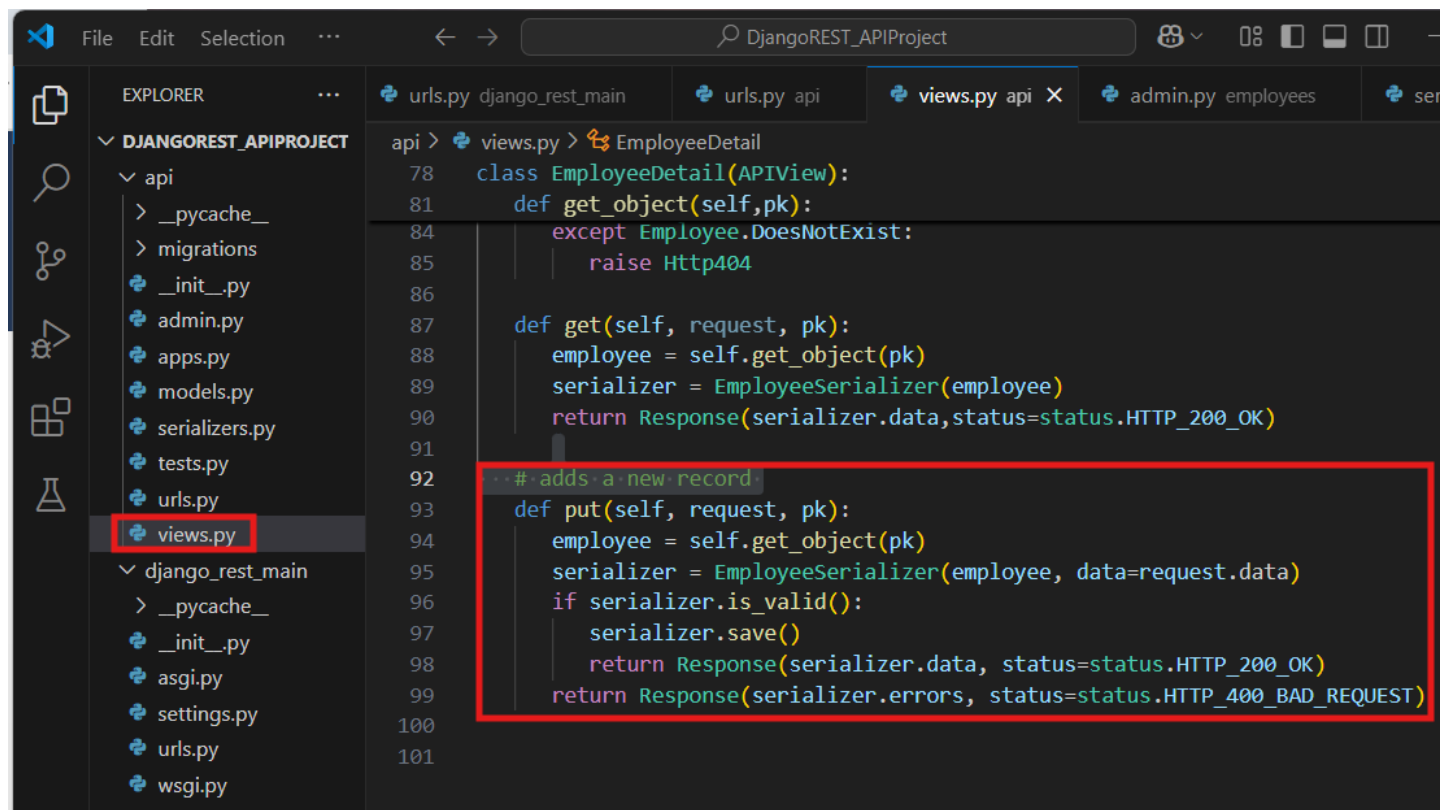 File Edit Selection ··· DjangoREST_APIProject
EXPLORER ···
DJANGOREST_APIPROJECT
api
__pycache__
migrations
__init__.py
admin.py
apps.py
models.py
serializers.py
tests.py
urls.py
views.py
django_rest_main
__pycache__
__init__.py
asgi.py
settings.py
urls.py
wsgi.py
urls.py django_rest_main urls.py api views.py api admin.py employees ser
api > views.py > EmployeeDetail
78 class EmployeeDetail(APIView):
81 def get_object(self,pk):
84 except Employee.DoesNotExist:
85 raise Http404
86
87 def get(self, request, pk):
88 employee = self.get_object(pk)
89 serializer = EmployeeSerializer(employee)
90 return Response(serializer.data,status=status.HTTP_200_OK)
91
92 # adds a new record
93 def put(self, request, pk):
94 employee = self.get_object(pk)
95 serializer = EmployeeSerializer(employee, data=request.data)
96 if serializer.is_valid():
97 serializer.save()
98 return Response(serializer.data, status=status.HTTP_200_OK)
99 return Response(serializer.errors, status=status.HTTP_400_BAD_REQUEST)
100
101